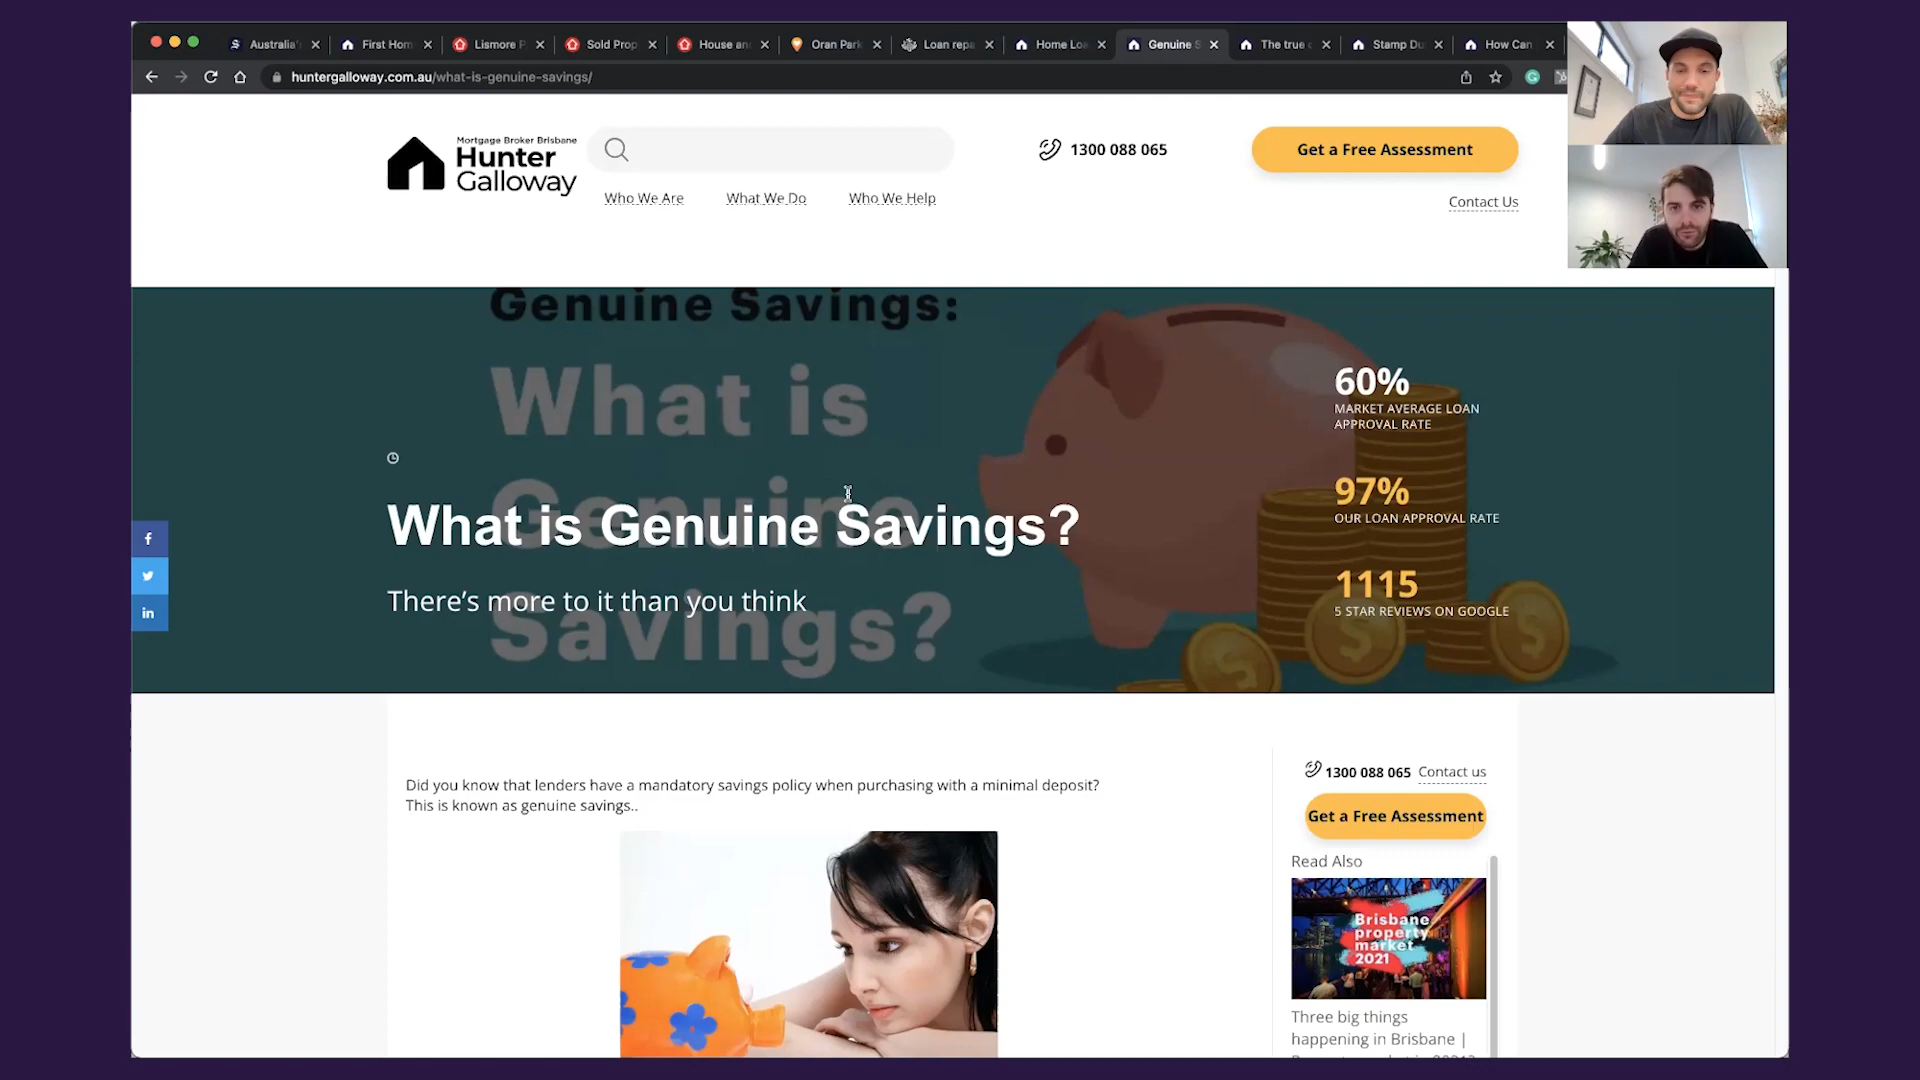 Australia'
First Hom
Lismore P
Sold Prop
House an
Oran Park
Loan repa
Home Loa
Genuine S
The true c
Stamp Du
How Can
huntergalloway.com.au/what-is-genuine-savings/
Mortgage Broker Brisbane
Hunter
Galloway
1300 088 065
Get a Free Assessment
Who We Are
What We Do
Who We Help
Contact Us
Genuine Savings:
What is
Genuine
Savings?
60%
MARKET AVERAGE LOAN
APPROVAL RATE
What is Genuine Savings?
97%
OUR LOAN APPROVAL RATE
There's more to it than you think
1115
5 STAR REVIEWS ON GOOGLE
Did you know that lenders have a mandatory savings policy when purchasing with a minimal deposit?
This is known as genuine savings..
1300 088 065 Contact us
Get a Free Assessment
Read Also
Brisbane
property
market
2021
Three big things
happening in Brisbane |